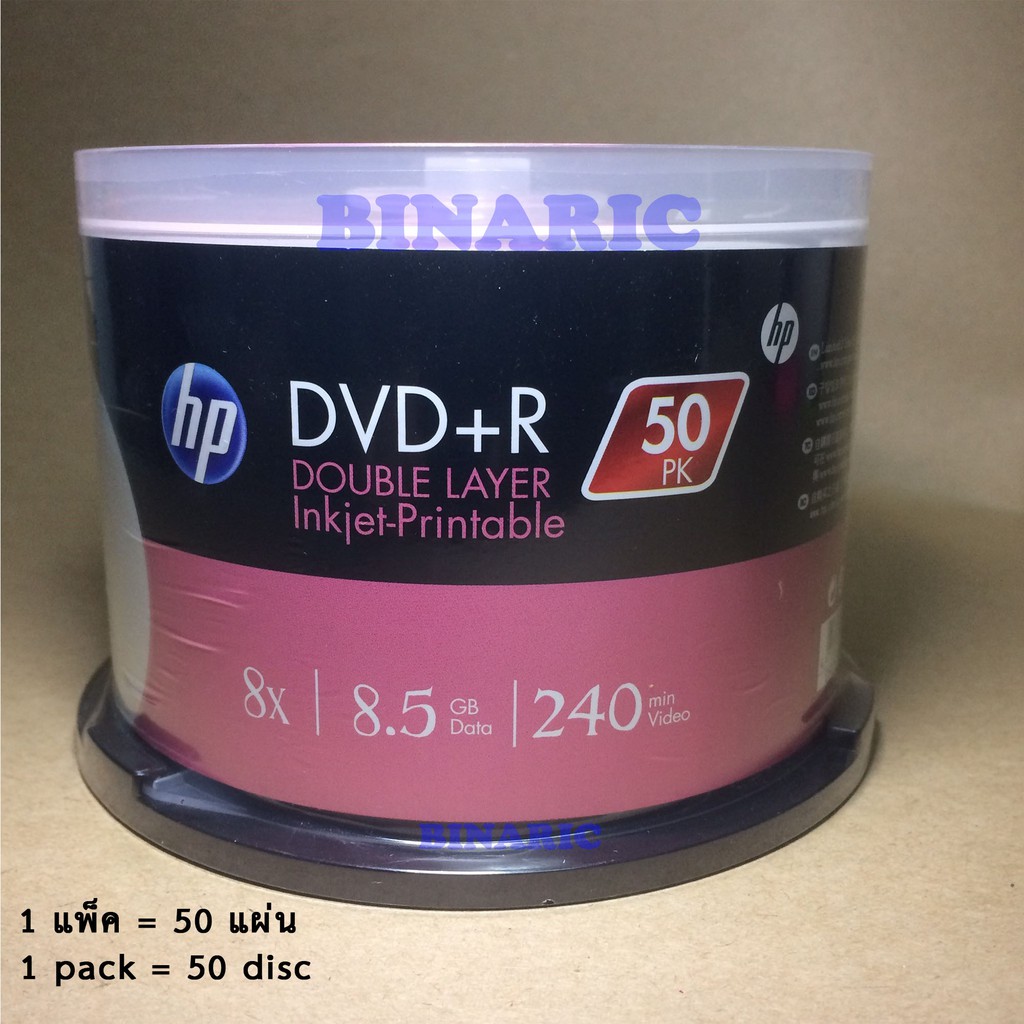 BINARIC
hp
hp
DVD+R
50
PK
DOUBLE LAYER
Inkjet-Printable
8x
8.5 GB Data
240 min Video
BINARIC
1 แพ็ค = 50 แผ่น
1 pack = 50 disc